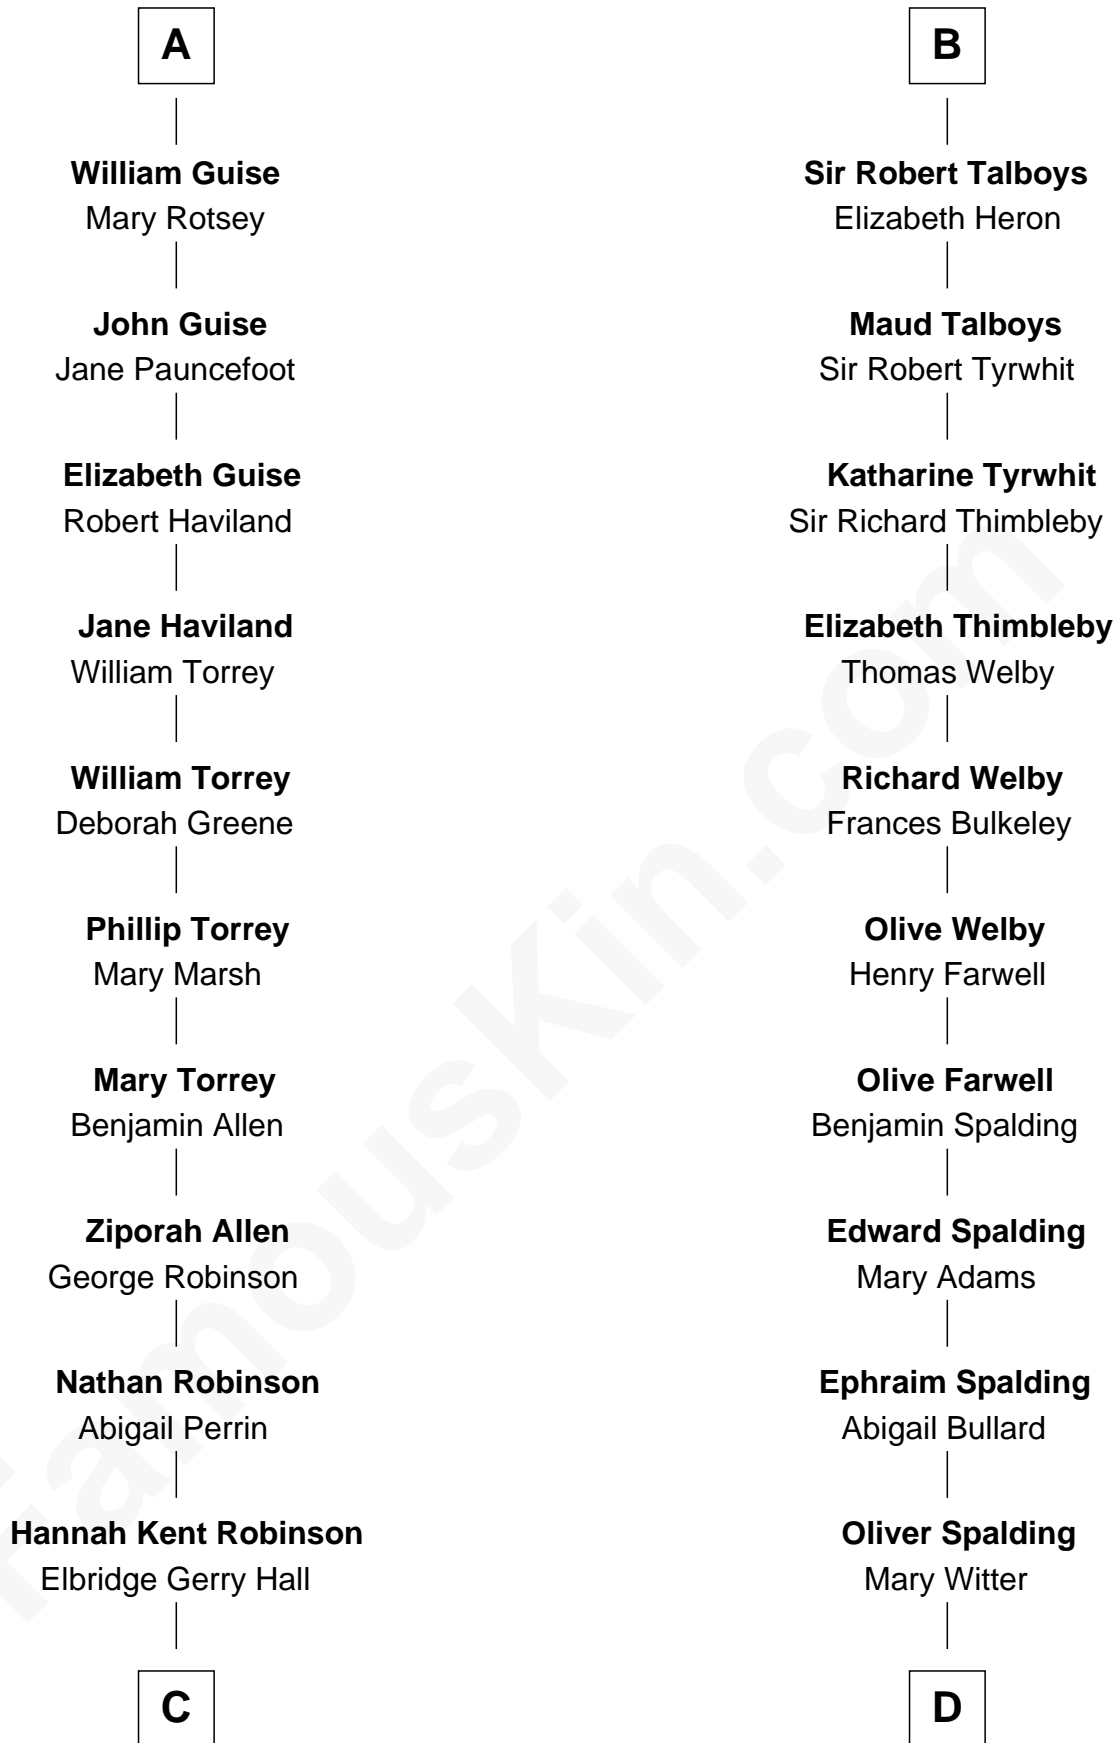 A
William Guise
Mary Rotsey
John Guise
Jane Pauncefoot
Elizabeth Guise
Robert Haviland
Jane Haviland
William Torrey
William Torrey
Deborah Greene
Phillip Torrey
Mary Marsh
Mary Torrey
Benjamin Allen
Ziporah Allen
George Robinson
Nathan Robinson
Abigail Perrin
Hannah Kent Robinson
Elbridge Gerry Hall
C
B
Sir Robert Talboys
Elizabeth Heron
Maud Talboys
Sir Robert Tyrwhit
Katharine Tyrwhit
Sir Richard Thimbleby
Elizabeth Thimbleby
Thomas Welby
Richard Welby
Frances Bulkeley
Olive Welby
Henry Farwell
Olive Farwell
Benjamin Spalding
Edward Spalding
Mary Adams
Ephraim Spalding
Abigail Bullard
Oliver Spalding
Mary Witter
D
famouskin.com